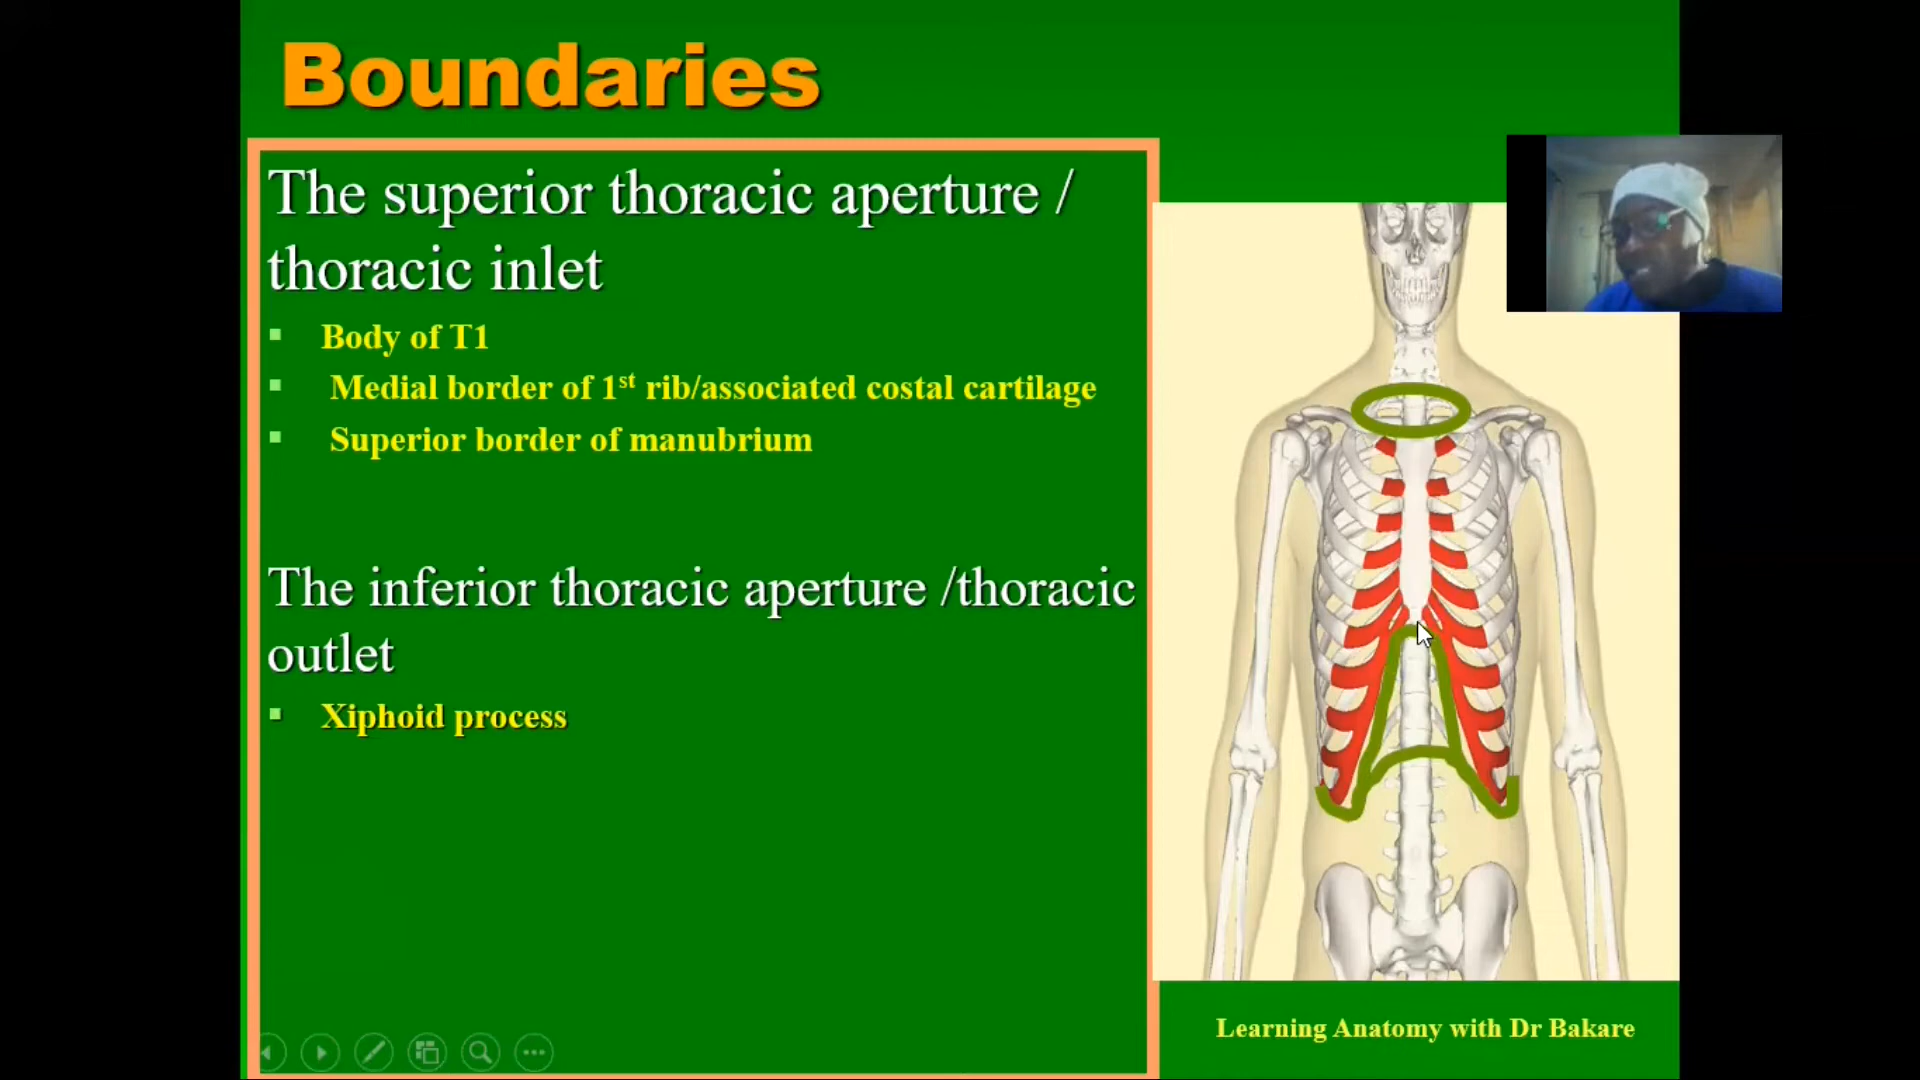 Boundaries
The superior thoracic aperture /
thoracic inlet
Body of T1
Medial border of 1st rib/associated costal cartilage
Superior border of manubrium
The inferior thoracic aperture /thoracic
outlet
Xiphoid process
Learning Anatomy with Dr Bakare